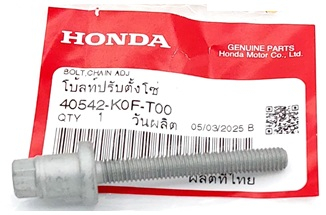 HONDA
GENUINE PARTS
Honda Motor Co., Ltd.
BOLT,CHAIN ADJ
โบ้ลท์ปรับตั้งโซ่
40542-K0F-T00
QTY 1 วันผลิต 05/03/2025 B
ผลิตที่ไทย